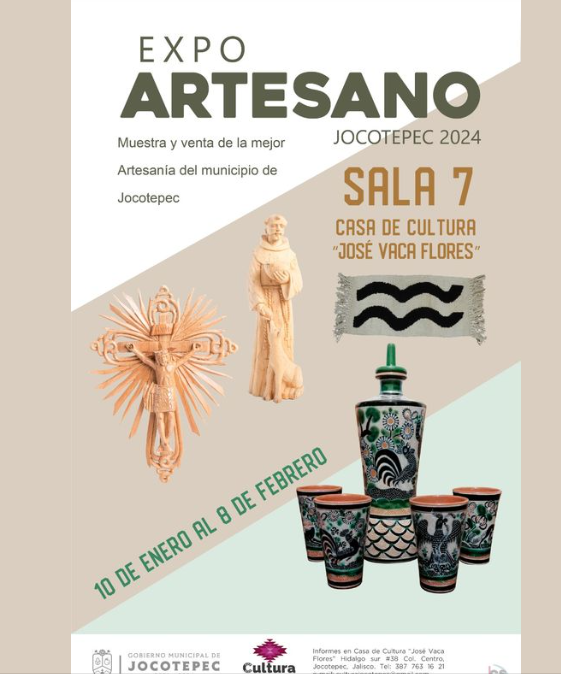 EXPO
ARTESANO
JOCOTEPEC 2024
Muestra y venta de la mejor
Artesanía del municipio de
Jocotepec
SALA 7
CASA DE CULTURA
"JOSÉ VACA FLORES"
10 DE ENERO AL 8 DE FEBRERO
GOBIERNO MUNICIPAL DE
JOCOTEPEC
Cultura
Informes en Casa de Cultura "José Vaca
Flores" Hidalgo sur #38 Col. Centro,
Jocotepec, Jalisco. Tel: 387 763 16 21